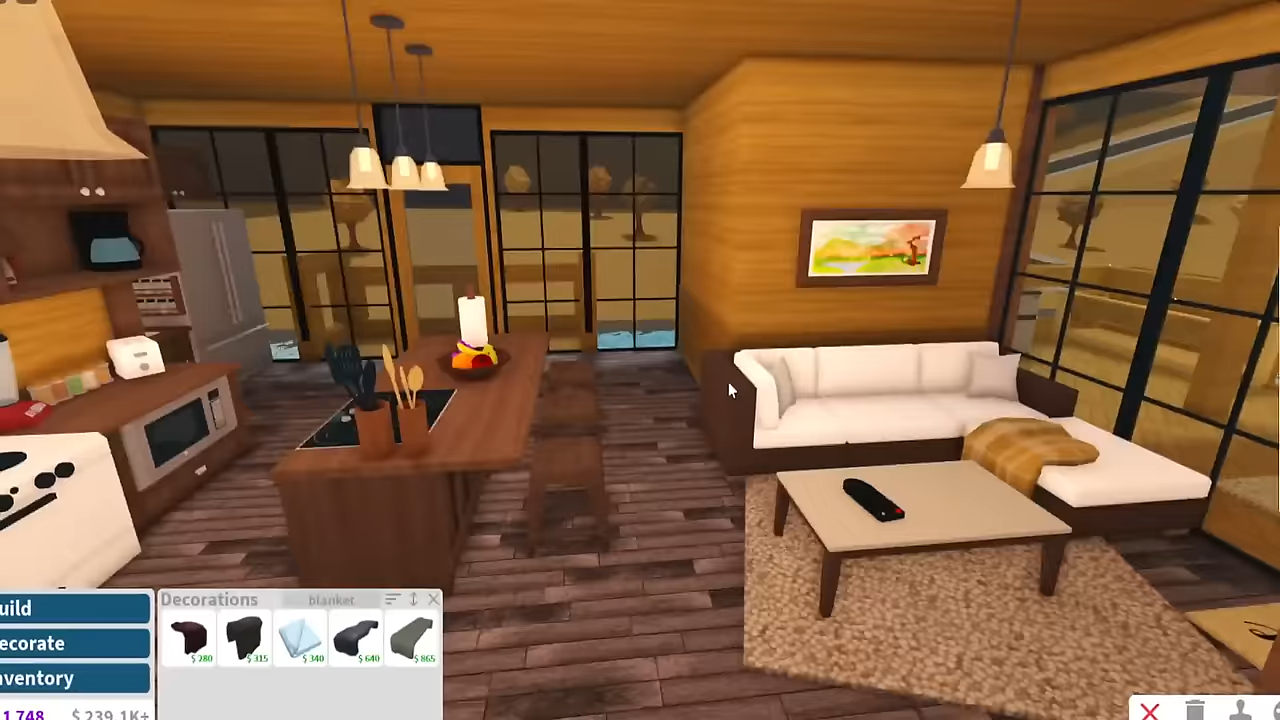 uild
ecorate
nventory
1,748 $239.1K+
Decorations blanket
$280 $315 $340 $640 $865